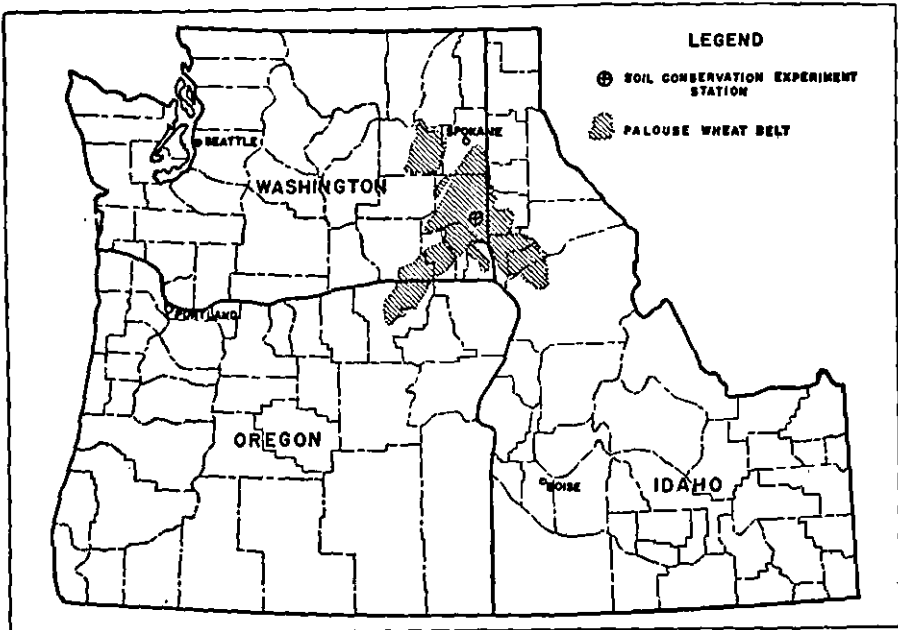 LEGEND
SOIL CONSERVATION EXPERIMENT
STATION
PALOUSE WHEAT BELT
SPOKANE
SEATTLE
WASHINGTON
PORTLAND
OREGON
BOISE
IDAHO